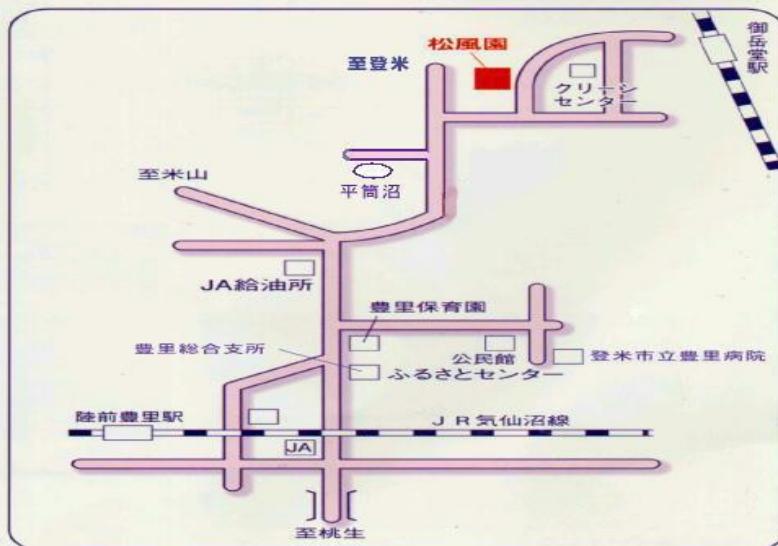 松風園
至登米
御岳堂駅
クリーン
センター
至米山
平筒沼
JA給油所
豊里保育園
豊里総合支所
公民館
登米市立豊里病院
ふるさとセンター
陸前豊里駅
JR気仙沼線
JA
至桃生